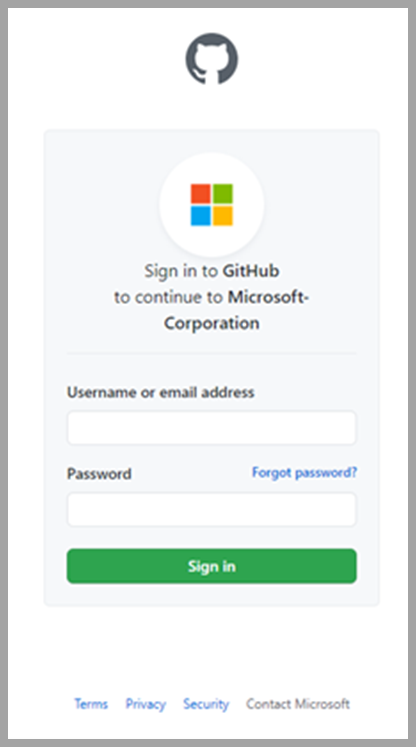 Sign in to GitHub
to continue to Microsoft-
Corporation
Username or email address
Password Forgot password?
Sign in
Terms Privacy Security Contact Microsoft